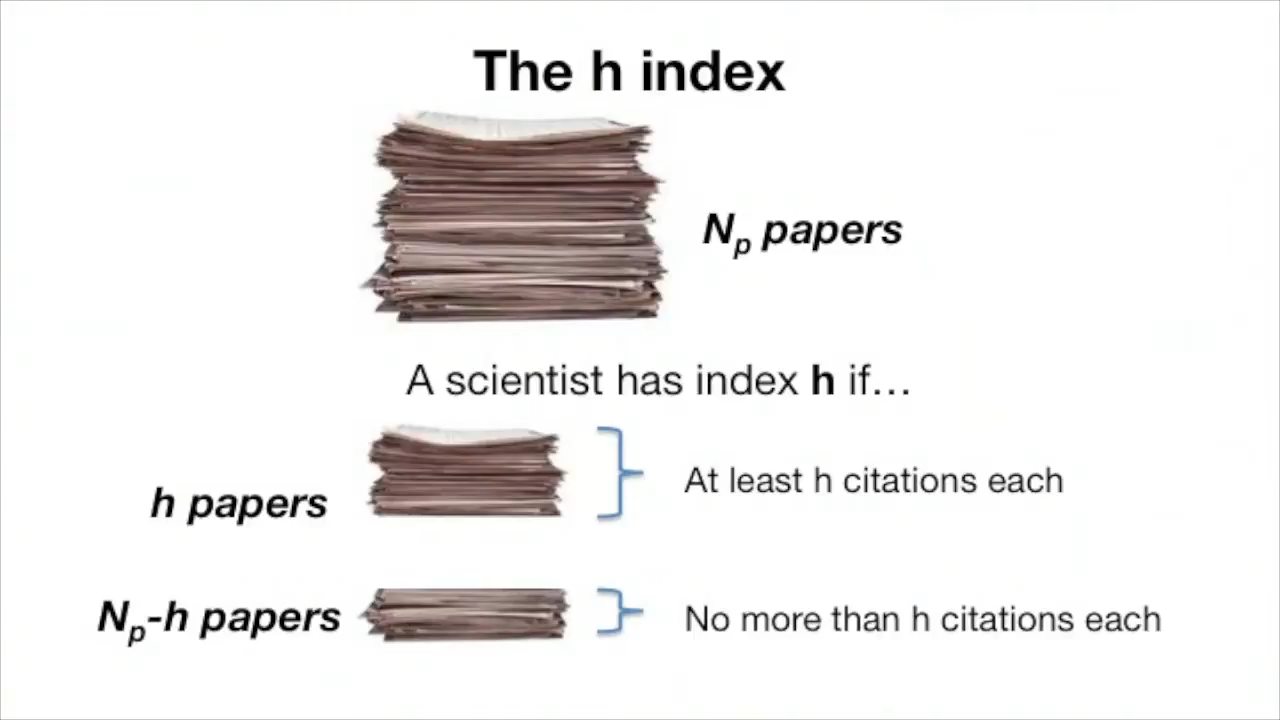 The h index
Np papers
A scientist has index h if…
h papers
At least h citations each
Np-h papers
No more than h citations each